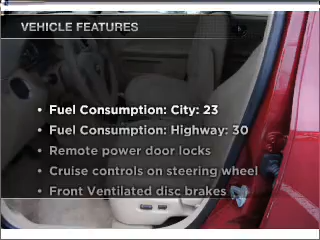 VEHICLE FEATURES
• Fuel Consumption: City: 23
• Fuel Consumption: Highway: 30
• Remote power door locks
• Cruise controls on steering wheel
• Front Ventilated disc brakes